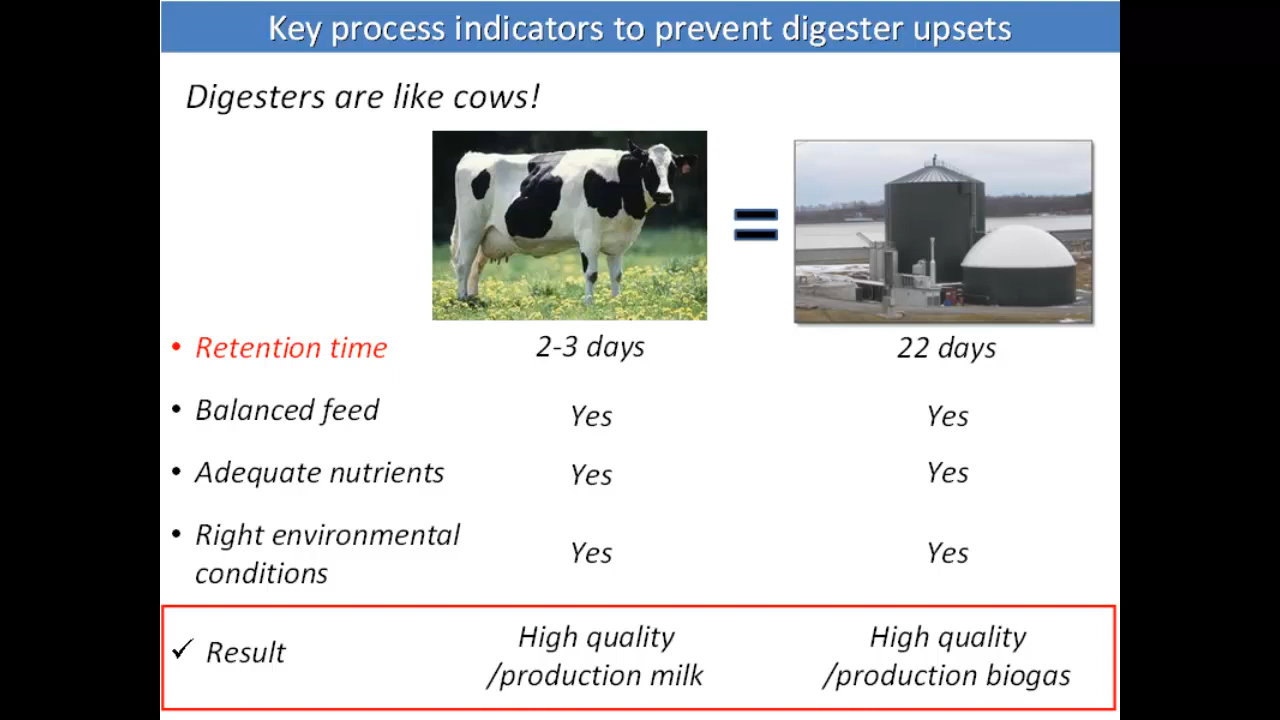 Key process indicators to prevent digester upsets
Digesters are like cows!
=
• Retention time 2-3 days 22 days
• Balanced feed Yes Yes
• Adequate nutrients Yes Yes
• Right environmental
conditions Yes Yes
✓ Result High quality High quality
/production milk /production biogas